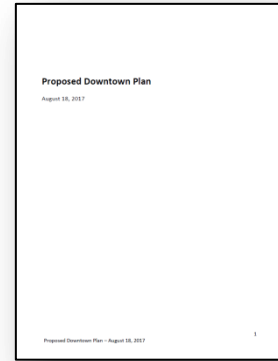 Proposed Downtown Plan
August 18, 2017
1
Proposed Downtown Plan – August 18, 2017